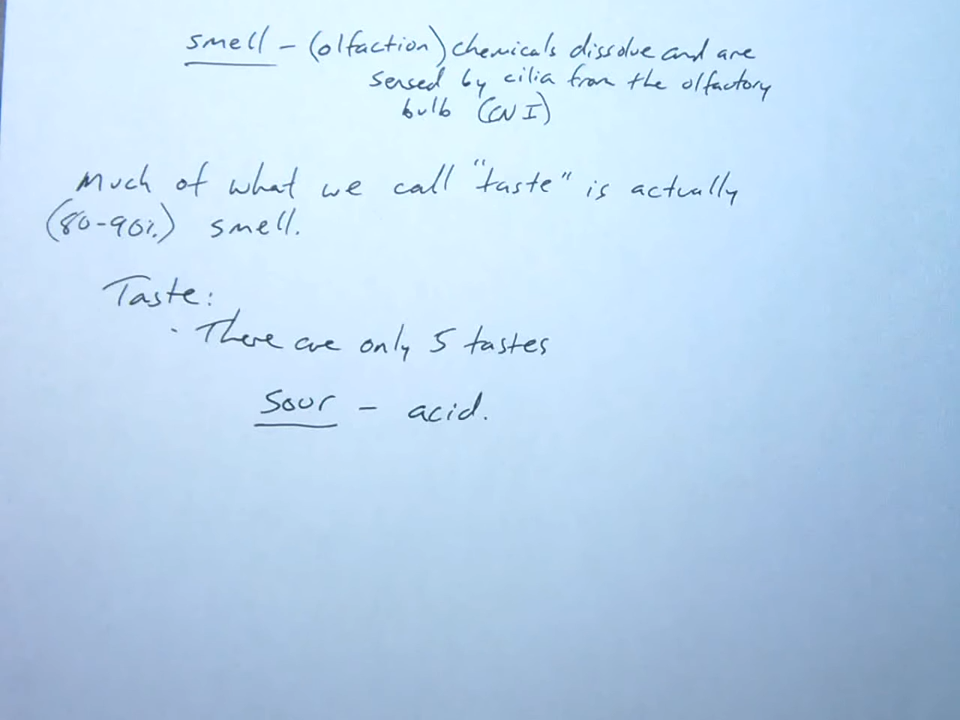 smell - (olfaction) chemicals dissolve and are
sensed by cilia from the olfactory
bulb (CN I)
Much of what we call "taste" is actually
(80-90%) smell.
Taste:
· There are only 5 tastes
Sour - acid.